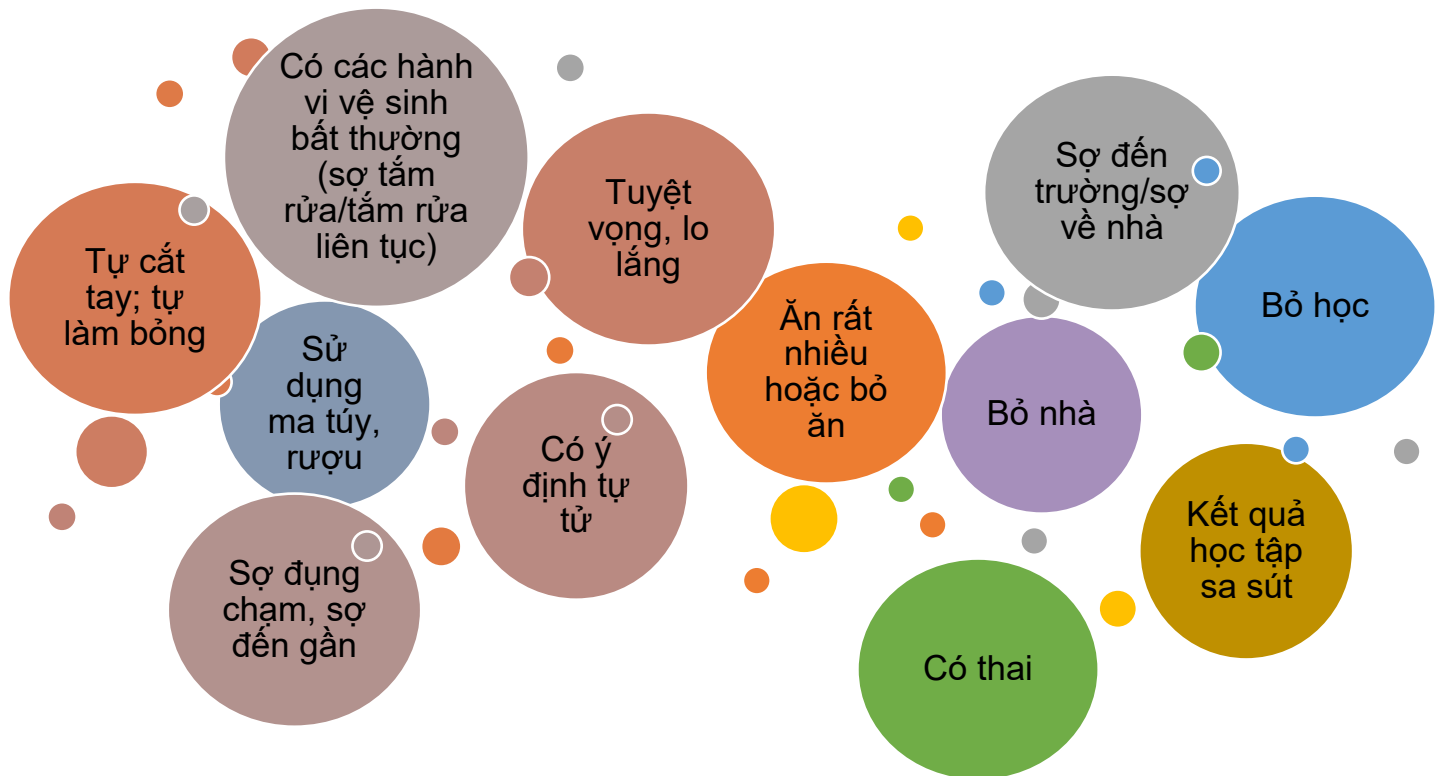 Có các hành
vi vệ sinh
bất thường
(sợ tắm
rửa/tắm rửa
liên tục)
Tự cắt
tay; tự
làm bỏng
Sử
dụng
ma túy,
rượu
Sợ đụng
chạm, sợ
đến gần
Tuyệt
vọng, lo
lắng
Có ý
định tự
tử
Ăn rất
nhiều
hoặc bỏ
ăn
Sợ đến
trường/sợ
về nhà
Bỏ nhà
Bỏ học
Kết quả
học tập
sa sút
Có thai